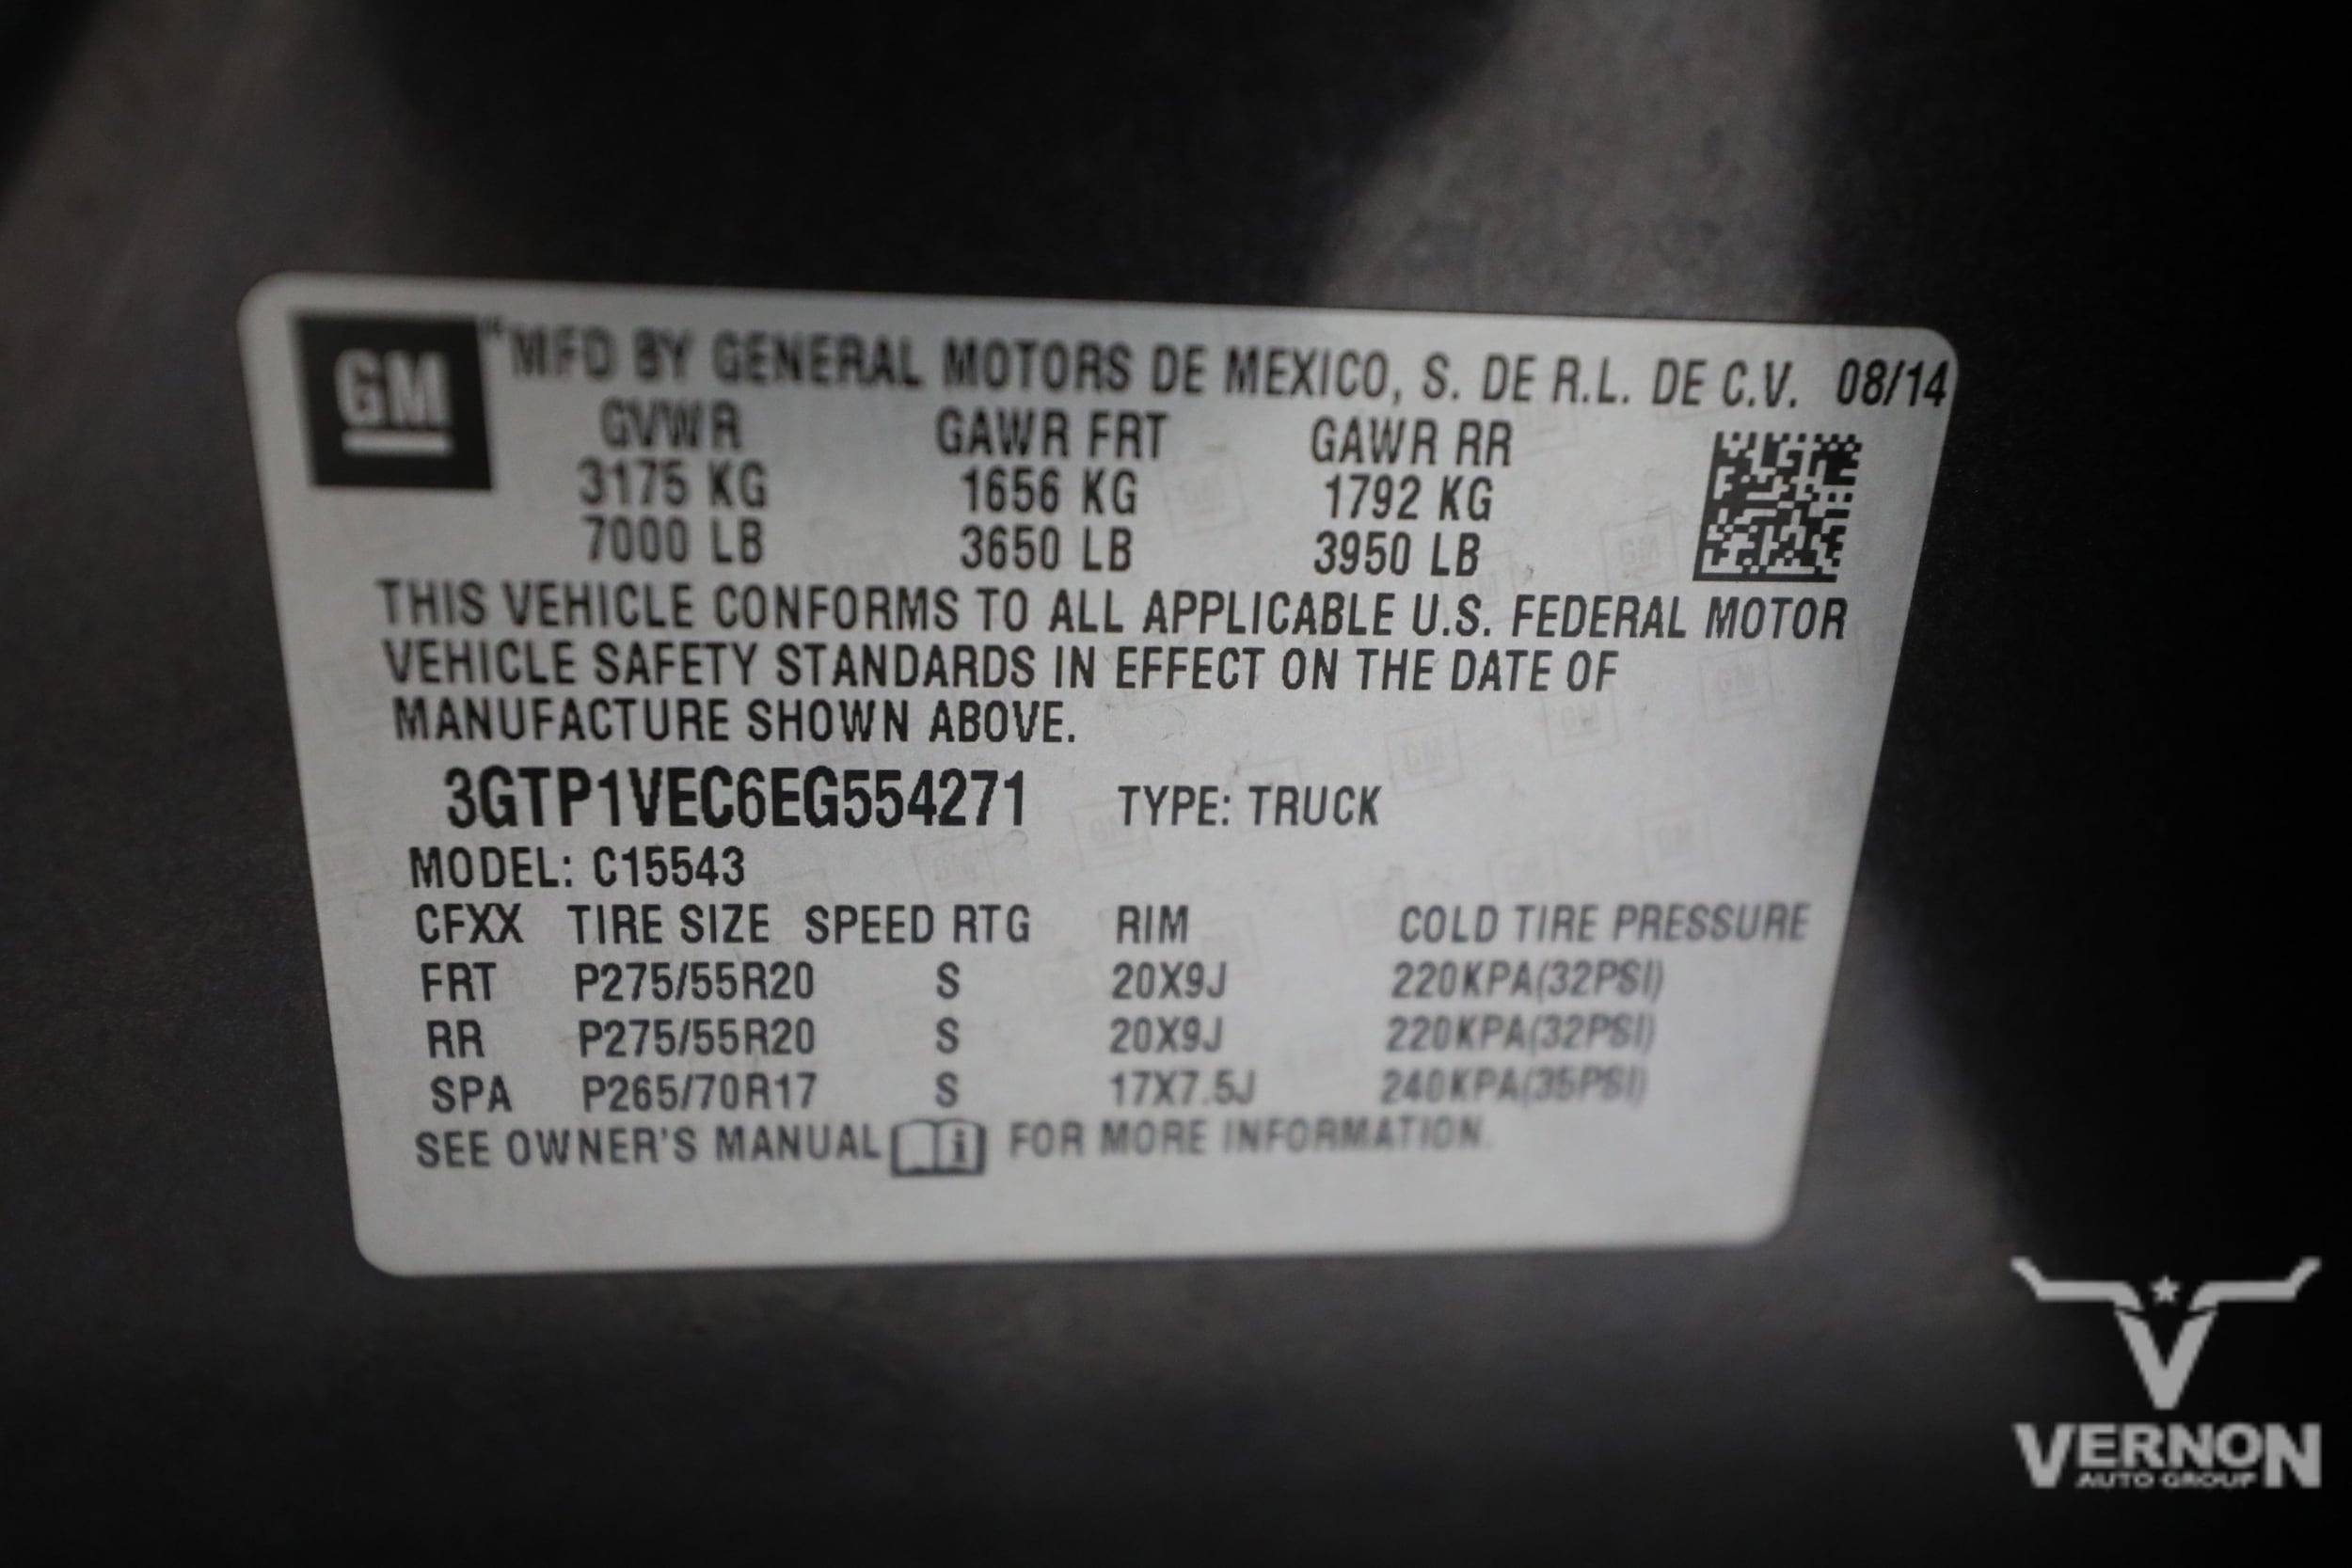 GM "MFD BY GENERAL MOTORS DE MEXICO, S. DE R.L. DE C.V. 08/14
GVWR GAWR FRT GAWR RR
3175 KG 1656 KG 1792 KG
7000 LB 3650 LB 3950 LB
THIS VEHICLE CONFORMS TO ALL APPLICABLE U.S. FEDERAL MOTOR
VEHICLE SAFETY STANDARDS IN EFFECT ON THE DATE OF
MANUFACTURE SHOWN ABOVE.
3GTP1VEC6EG554271 TYPE: TRUCK
MODEL: C15543
CFXX TIRE SIZE SPEED RTG RIM COLD TIRE PRESSURE
FRT P275/55R20 S 20X9J 220KPA(32PSI)
RR P275/55R20 S 20X9J 220KPA(32PSI)
SPA P265/70R17 S 17X7.5J 240KPA(35PSI)
SEE OWNER'S MANUAL i FOR MORE INFORMATION.
V
VERNON
AUTO GROUP